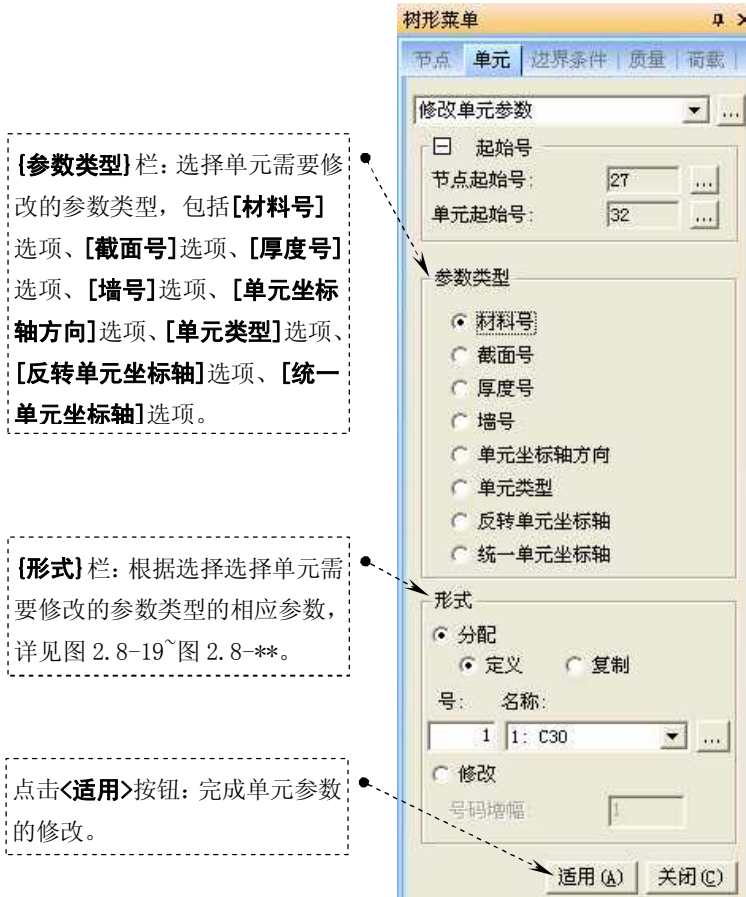 树形菜单
节点 单元 边界条件 质量 荷载
修改单元参数 ...
起始号
节点起始号: 27 ...
单元起始号: 32 ...
{参数类型}栏：选择单元需要修
改的参数类型，包括[材料号]
选项、[截面号]选项、[厚度号]
选项、[墙号]选项、[单元坐标
轴方向]选项、[单元类型]选项、
[反转单元坐标轴]选项、[统一
单元坐标轴]选项。
参数类型
材料号
截面号
厚度号
墙号
单元坐标轴方向
单元类型
反转单元坐标轴
统一单元坐标轴
{形式}栏：根据选择选择单元需
要修改的参数类型的相应参数，
详见图 2.8-19~图 2.8-**。
形式
分配
定义 复制
号: 名称:
1 1: C30 ...
修改
号码增幅 1
点击<适用>按钮：完成单元参数
的修改。
适用(A) 关闭(C)